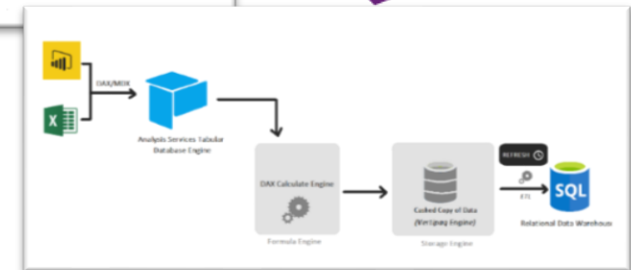 DAX/MDX
Analysis Services Tabular
Database Engine
DAX Calculate Engine
Formula Engine
Cached Copy of Data
(Vertipaq Engine)
Storage Engine
REFRESH
ETL
SQL
Relational Data Warehouse